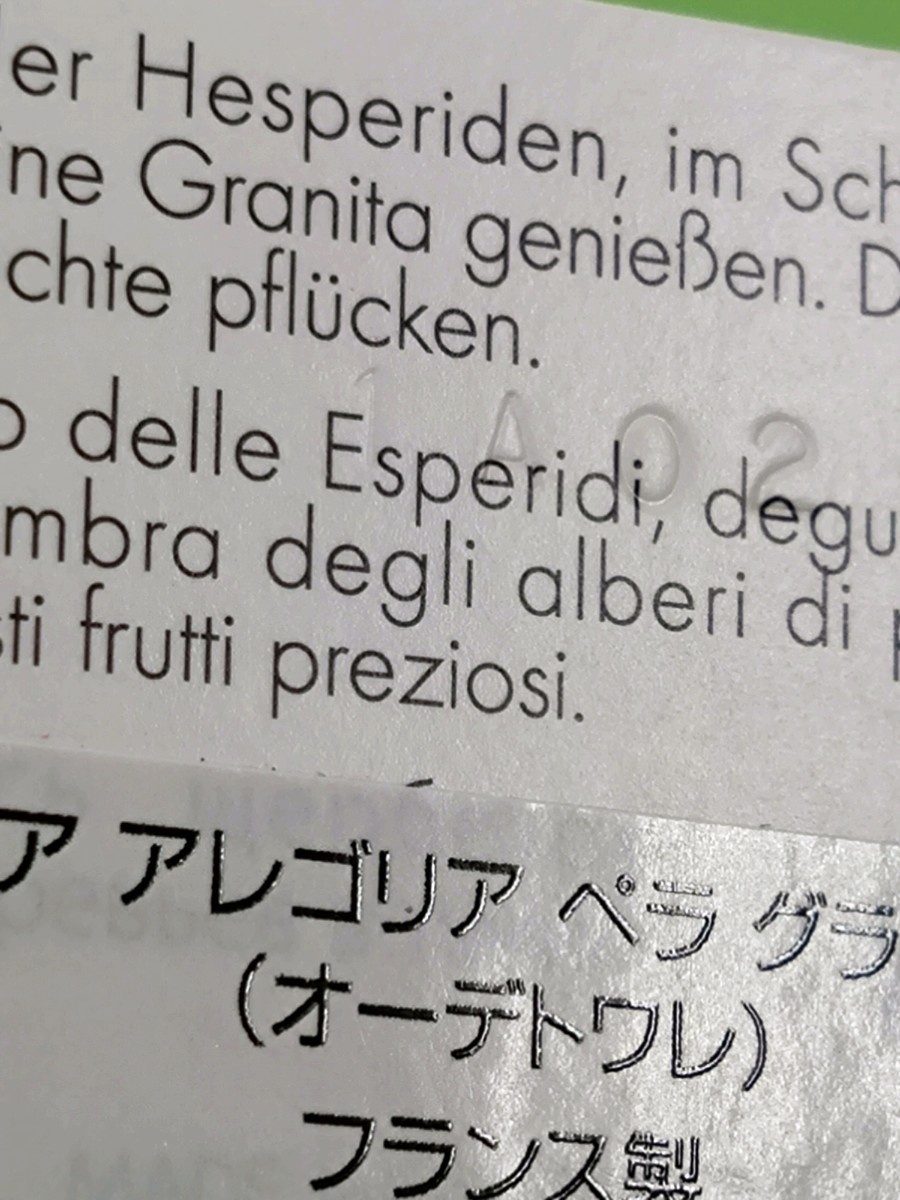 er Hesperiden, im Sch
ine Granita genießen. D
chte pflücken.
A02
o delle Esperidi, degu
mbra degli alberi di p
sti frutti preziosi.
ア アレゴリア ペラ グラ
(オーデトワレ)
フランス製